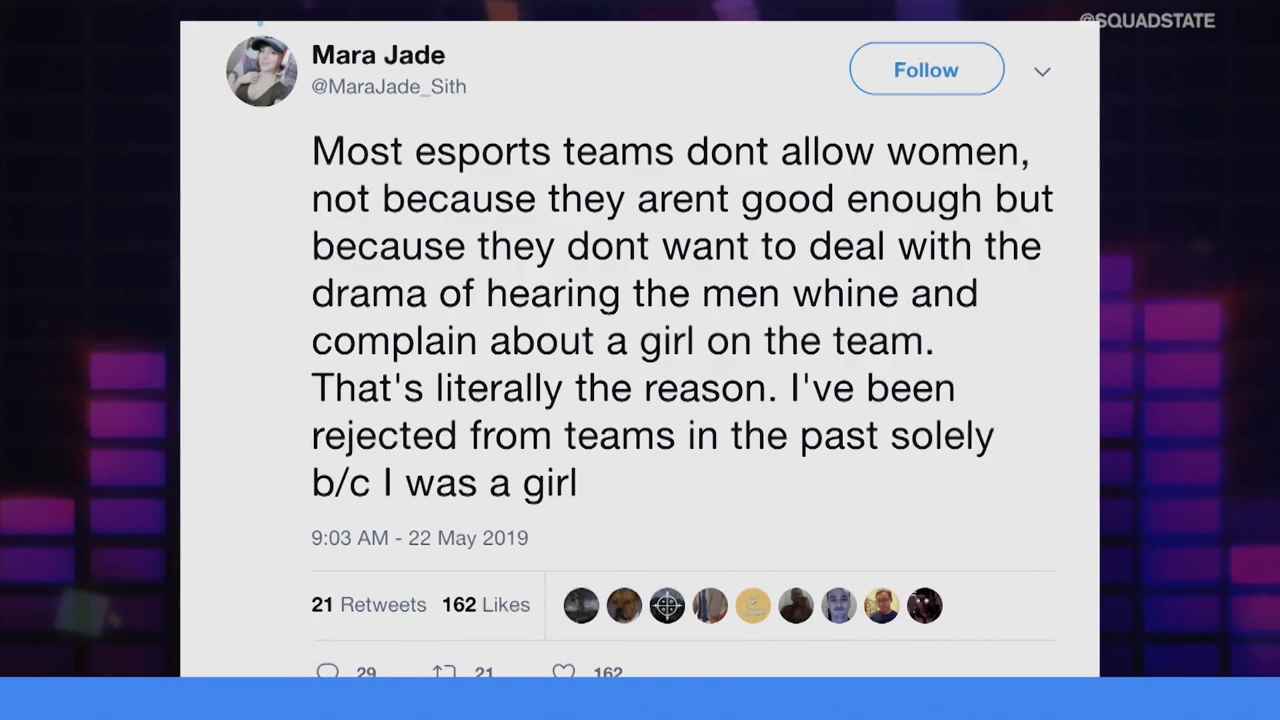 @SQUADSTATE
Mara Jade
@MaraJade_Sith
Follow
Most esports teams dont allow women,
not because they arent good enough but
because they dont want to deal with the
drama of hearing the men whine and
complain about a girl on the team.
That's literally the reason. I've been
rejected from teams in the past solely
b/c I was a girl
9:03 AM - 22 May 2019
21 Retweets 162 Likes
29 21 162